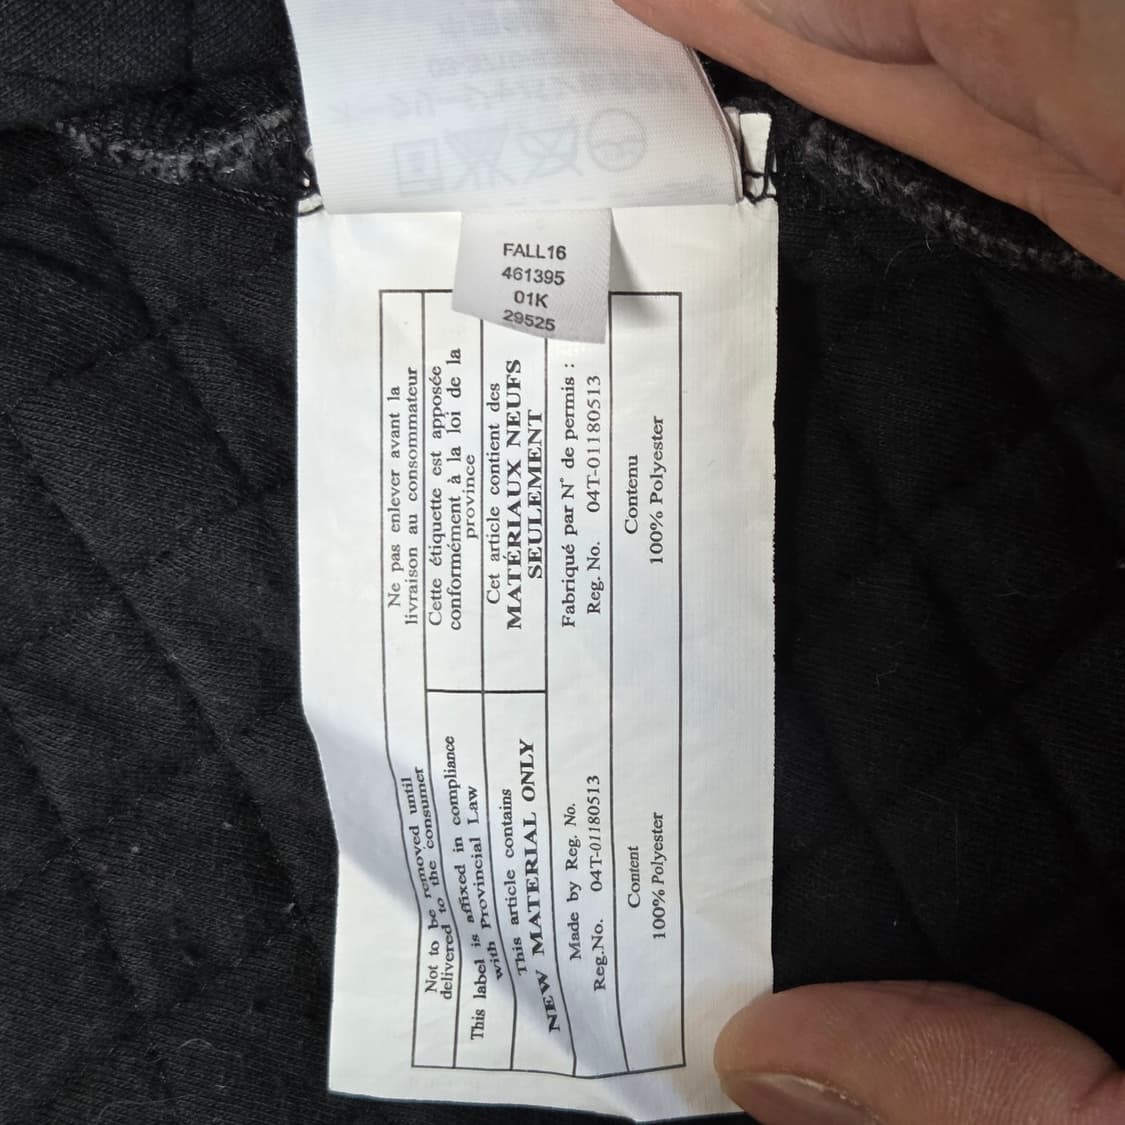 FALL16
461395
01K
29525
Ne pas enlever avant la
livraison au consommateur
Cette étiquette est apposée
conformément à la loi de la
province
Cet article contient des
MATÉRIAUX NEUFS
SEULEMENT
Fabriqué par N° de permis :
Reg. No. 04T-01180513
Contenu
100% Polyester
Not to be removed until
delivered to the consumer
This label is affixed in compliance
with Provincial Law
This article contains
NEW MATERIAL ONLY
Made by Reg. No.
Reg.No. 04T-01180513
Content
100% Polyester